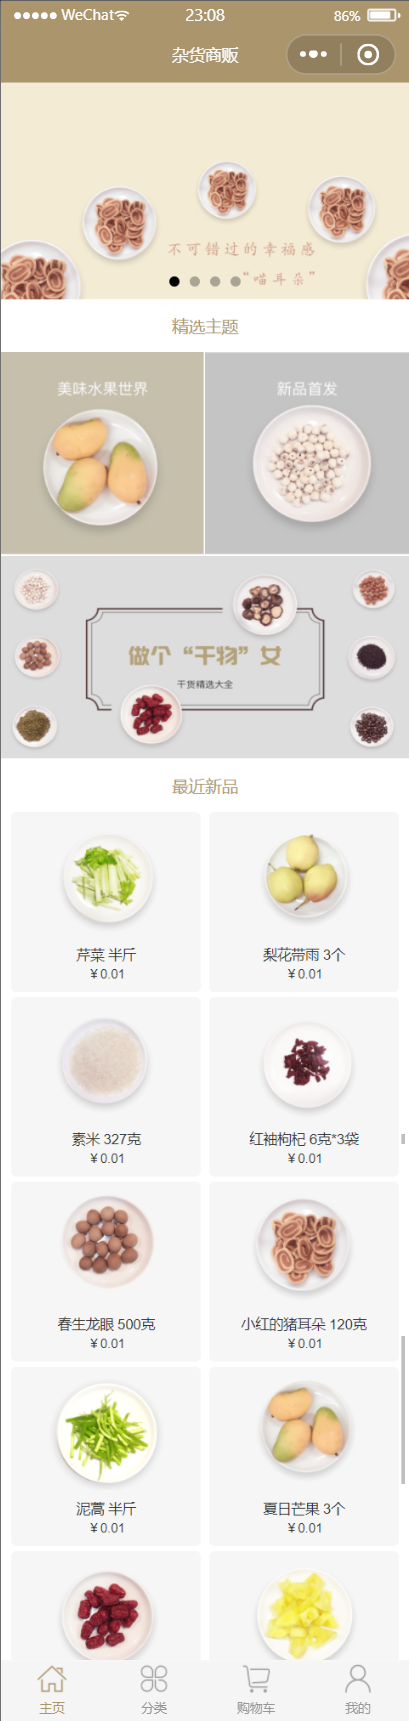 WeChat 23:08 86%
杂货商贩
不可错过的幸福感
“喵耳朵”
精选主题
美味水果世界 新品首发
做个“干物”女
干货精选大全
最近新品
芹菜 半斤 梨花带雨 3个
￥0.01 ￥0.01
素米 327克 红袖枸杞 6克*3袋
￥0.01 ￥0.01
春生龙眼 500克 小红的猪耳朵 120克
￥0.01 ￥0.01
泥蒿 半斤 夏日芒果 3个
￥0.01 ￥0.01
主页 分类 购物车 我的